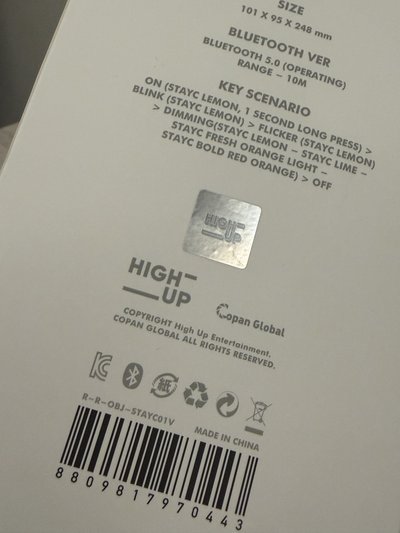 SIZE
101 X 95 X 248 mm
BLUETOOTH VER
BLUETOOTH 5.0 (OPERATING)
RANGE – 10M
KEY SCENARIO
ON (STAYC LEMON, 1 SECOND LONG PRESS) >
BLINK (STAYC LEMON) > FLICKER (STAYC LEMON)
> DIMMING(STAYC LEMON – STAYC LIME –
STAYC FRESH ORANGE LIGHT –
STAYC BOLD RED ORANGE) > OFF
HIGH
UP
HIGH
UP
Copan Global
COPYRIGHT High Up Entertainment.
COPAN GLOBAL ALL RIGHTS RESERVED.
紙
R-R-OBJ-STAYC01V
MADE IN CHINA
8809817970443